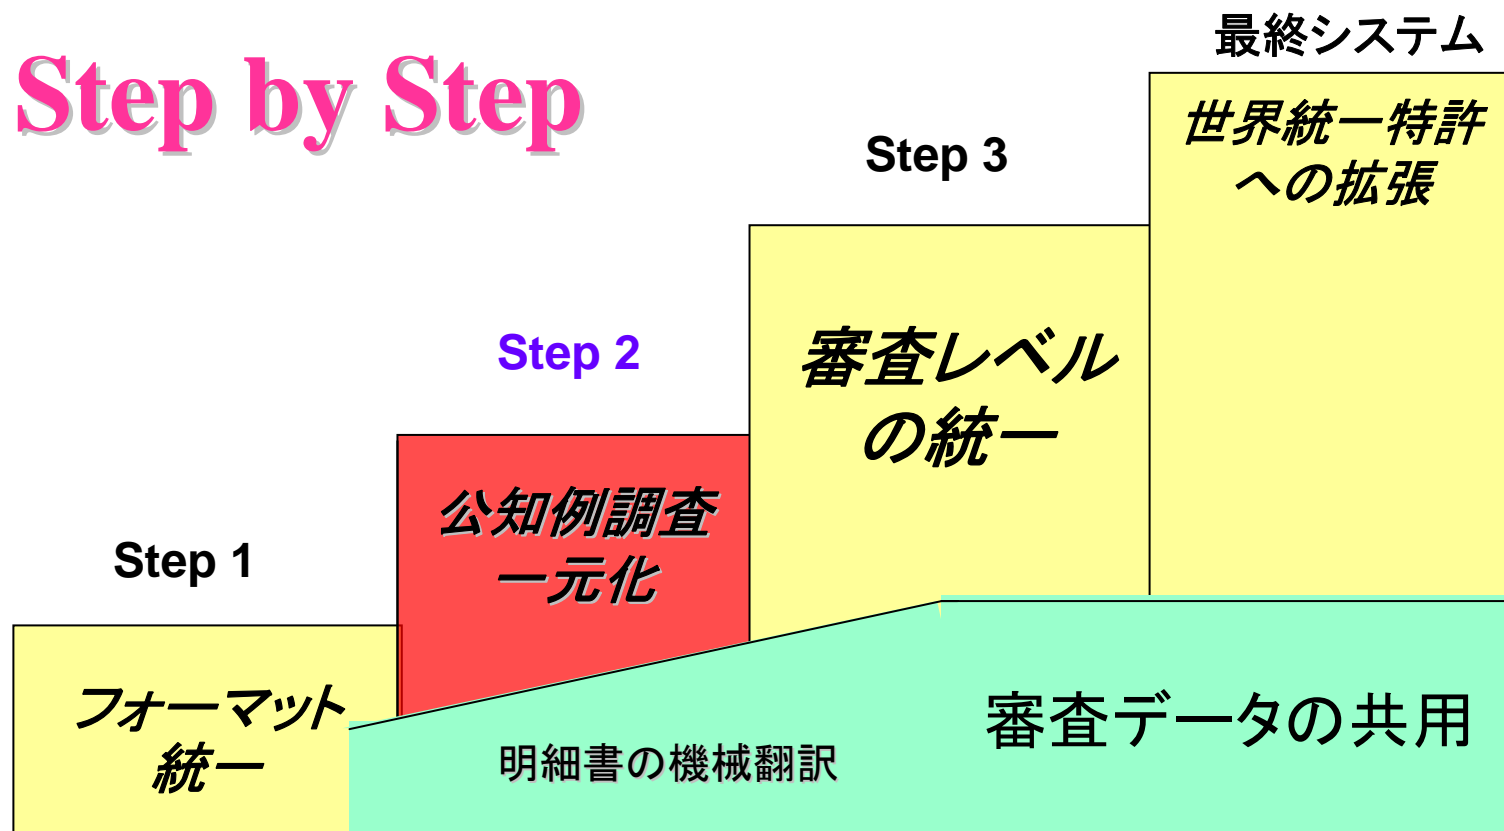 Step by Step
Step 1
フォーマット
統一
Step 2
公知例調査
一元化
Step 3
審査レベル
の統一
最終システム
世界統一特許
への拡張
明細書の機械翻訳
審査データの共用